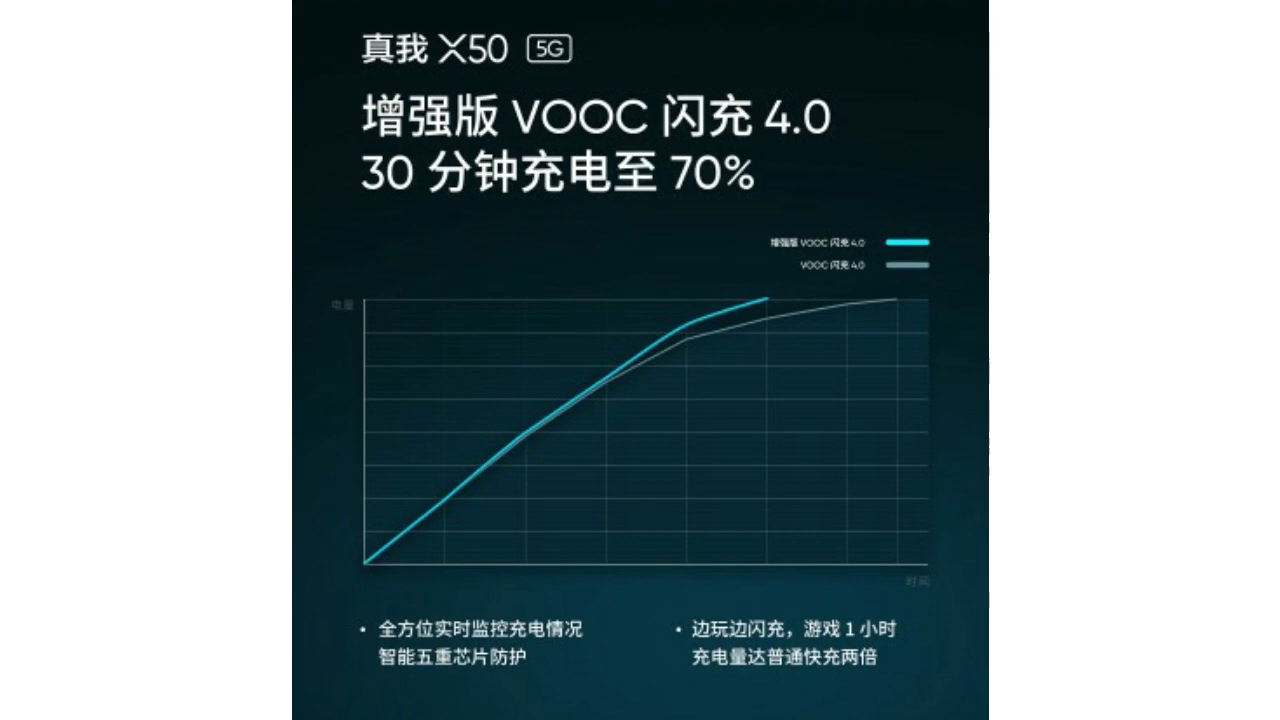 真我 X50 5G
增强版 VOOC 闪充 4.0
30 分钟充电至 70%
增强版 VOOC 闪充 4.0
VOOC 闪充 4.0
电量
时间
• 全方位实时监控充电情况
智能五重芯片防护
• 边玩边闪充，游戏 1 小时
充电量达普通快充两倍